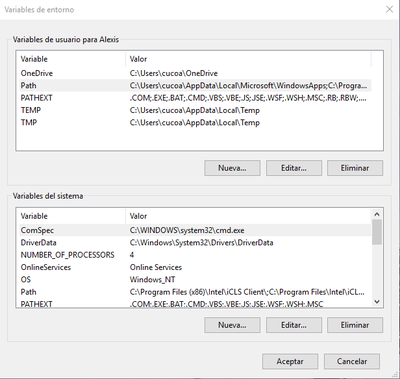 Variables de entorno
Variables de usuario para Alexis
Variable Valor
OneDrive C:\Users\cucoa\OneDrive
Path C:\Users\cucoa\AppData\Local\Microsoft\WindowsApps;C:\Progra...
PATHEXT .COM;.EXE;.BAT;.CMD;.VBS;.VBE;.JS;.JSE;.WSF;.WSH;.MSC;.RB;.RBW;...
TEMP C:\Users\cucoa\AppData\Local\Temp
TMP C:\Users\cucoa\AppData\Local\Temp
Nueva... Editar... Eliminar
Variables del sistema
Variable Valor
ComSpec C:\WINDOWS\system32\cmd.exe
DriverData C:\Windows\System32\Drivers\DriverData
NUMBER_OF_PROCESSORS 4
OnlineServices Online Services
OS Windows_NT
Path C:\Program Files (x86)\Intel\iCLS Client\;C:\Program Files\Intel\iCL...
PATHEXT .COM;.EXE;.BAT;.CMD;.VBS;.VBE;.JS;.JSE;.WSF;.WSH;.MSC
Nueva... Editar... Eliminar
Aceptar Cancelar